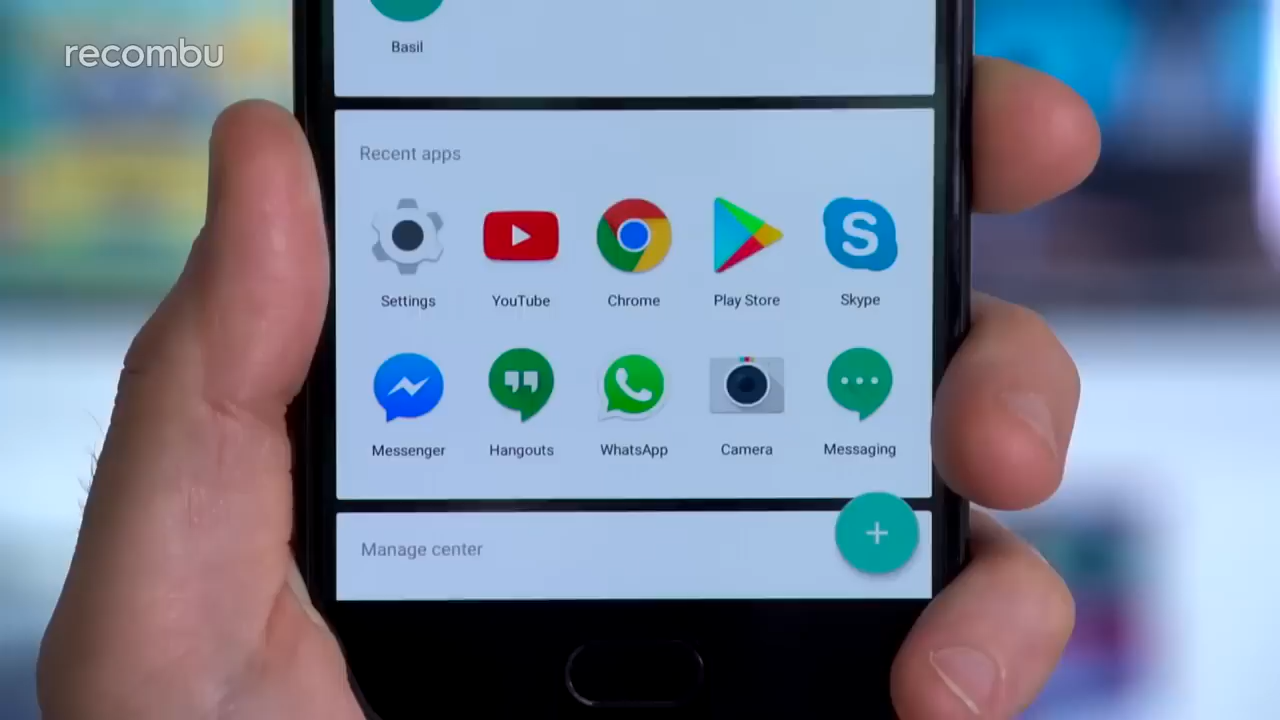 recombu
Basil
Recent apps
Settings YouTube Chrome Play Store Skype
Messenger Hangouts WhatsApp Camera Messaging
Manage center